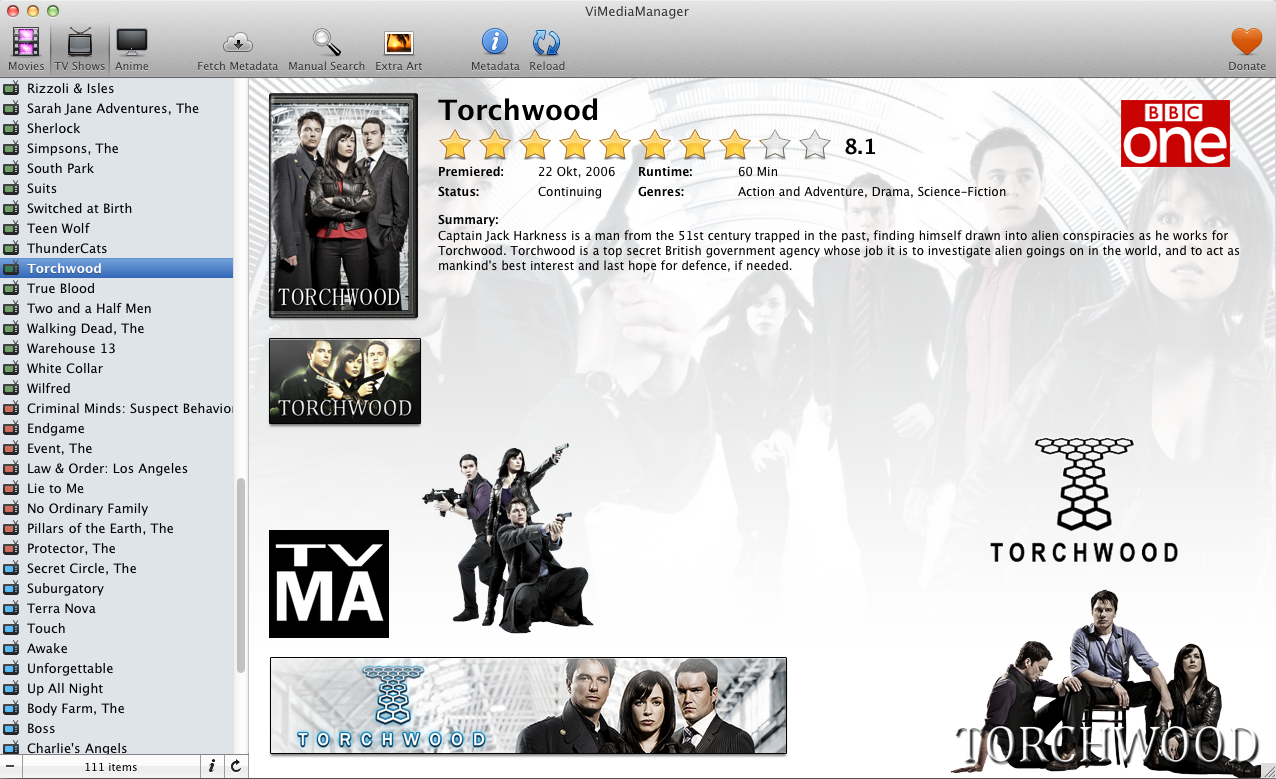 ViMediaManager
Movies
TV Shows
Anime
Fetch Metadata
Manual Search
Extra Art
Metadata
Reload
Donate
Rizzoli & Isles
Sarah Jane Adventures, The
Sherlock
Simpsons, The
South Park
Suits
Switched at Birth
Teen Wolf
ThunderCats
Torchwood
True Blood
Two and a Half Men
Walking Dead, The
Warehouse 13
White Collar
Wilfred
Criminal Minds: Suspect Behavior
Endgame
Event, The
Law & Order: Los Angeles
Lie to Me
No Ordinary Family
Pillars of the Earth, The
Protector, The
Secret Circle, The
Suburgatory
Terra Nova
Touch
Awake
Unforgettable
Up All Night
Body Farm, The
Boss
Charlie's Angels
111 items
TORCHWOOD
Torchwood
8.1
BBC
one
Premiered: 22 Okt, 2006 Runtime: 60 Min
Status: Continuing Genres: Action and Adventure, Drama, Science-Fiction
Summary:
Captain Jack Harkness is a man from the 51st century trapped in the past, finding himself drawn into alien conspiracies as he works for
Torchwood. Torchwood is a top secret British government agency whose job it is to investigate alien goings on in the world, and to act as
mankind's best interest and last hope for defence, if needed.
TORCHWOOD
TV
MA
TORCHWOOD
TORCHWOOD
TORCHWOOD